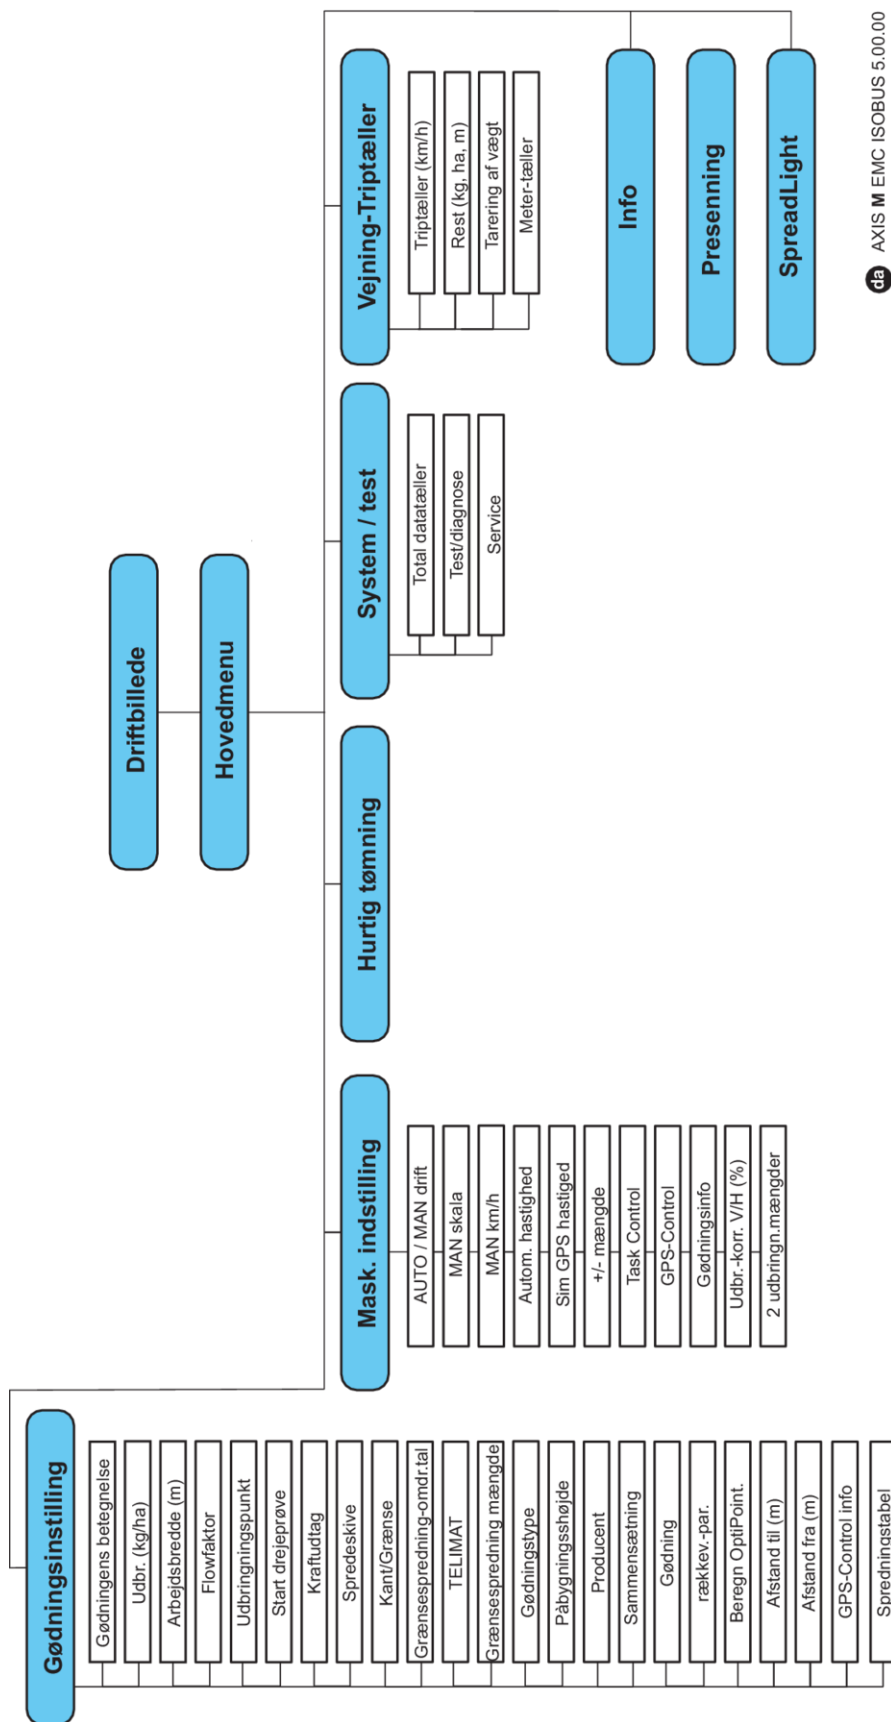 Driftbillede
Hovedmenu
Gødningsinstilling
Gødningens betegnelse
Udbr. (kg/ha)
Arbejdsbredde (m)
Flowfaktor
Udbringningspunkt
Start drejeprøve
Kraftudtag
Spredeskive
Kant/Grænse
Grænsespredning-omdr.tal
TELIMAT
Grænsespredning mængde
Gødningstype
Påbygningsshøjde
Producent
Sammensætning
Gødning
rækkev.-par.
Beregn OptiPoint.
Afstand til (m)
Afstand fra (m)
GPS-Control info
Spredningstabel
Mask. indstilling
AUTO / MAN drift
MAN skala
MAN km/h
Autom. hastighed
Sim GPS hastiged
+/- mængde
Task Control
GPS-Control
Gødningsinfo
Udbr.-korr. V/H (%)
2 udbringn.mængder
Hurtig tømning
System / test
Total datatæller
Test/diagnose
Service
Vejning-Triptæller
Triptæller (km/h)
Rest (kg, ha, m)
Tarering af vægt
Meter-tæller
Info
Presenning
SpreadLight
da AXIS M EMC ISOBUS 5.00.00